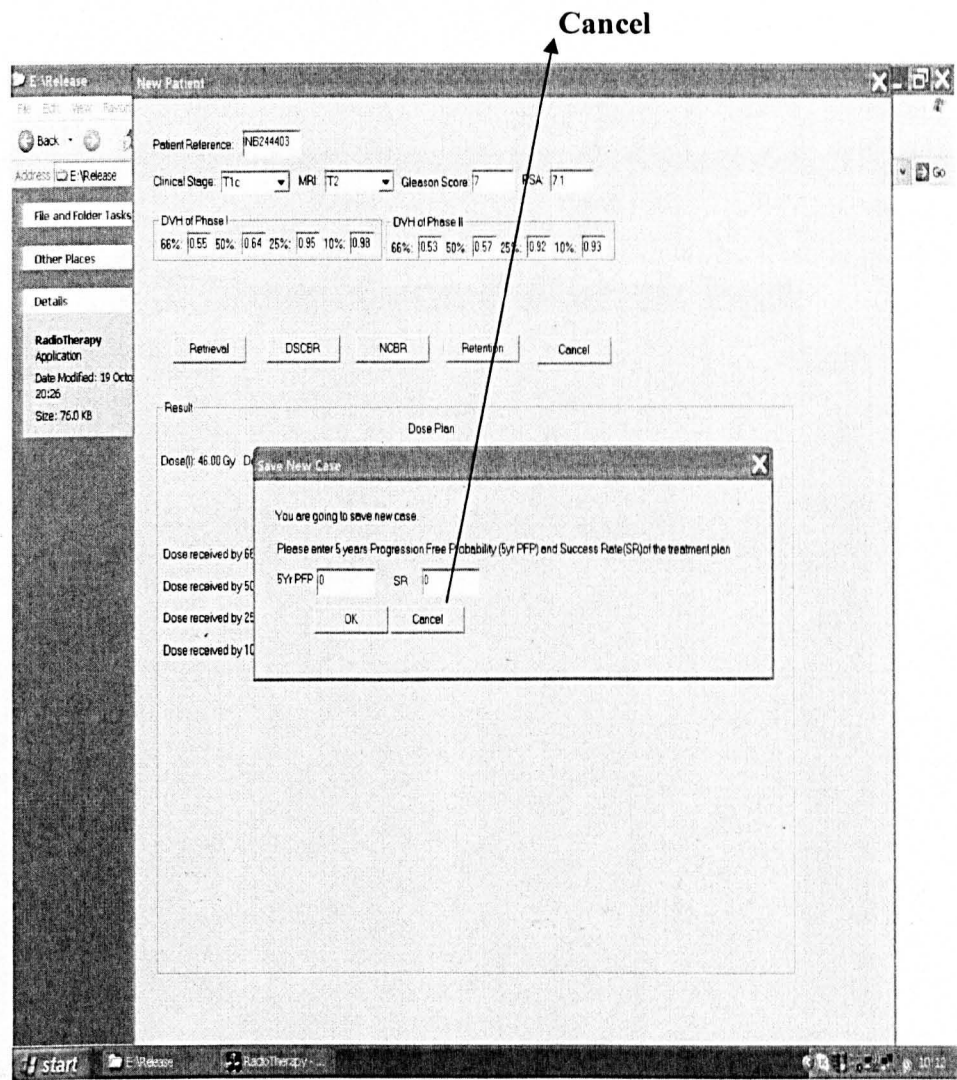 Cancel
E:\Release
New Patient
File Edit View Favor
Back
Address E:\Release
Go
File and Folder Tasks
Other Places
Details
RadioTherapy
Application
Date Modified: 19 Octo
20:26
Size: 76.0 KB
Patient Reference: NB244403
Clinical Stage: T1c MRI: T2 Gleason Score 7 PSA: 7.1
DVH of Phase I
66%: 0.55 50%: 0.64 25%: 0.95 10%: 0.98
DVH of Phase II
66%: 0.53 50%: 0.57 25%: 0.92 10%: 0.93
Retrieval DSCBR NCBR Retention Cancel
Result
Dose Plan
Dose(I): 46.00 Gy
Save New Case
You are going to save new case.
Please enter 5 years Progression Free Probability (5yr PFP) and Success Rate(SR)of the treatment plan
5Yr PFP 0 SR 0
OK Cancel
Dose received by 66
Dose received by 50
Dose received by 25
Dose received by 10
start E:\Release RadioTherapy - ... 10:12